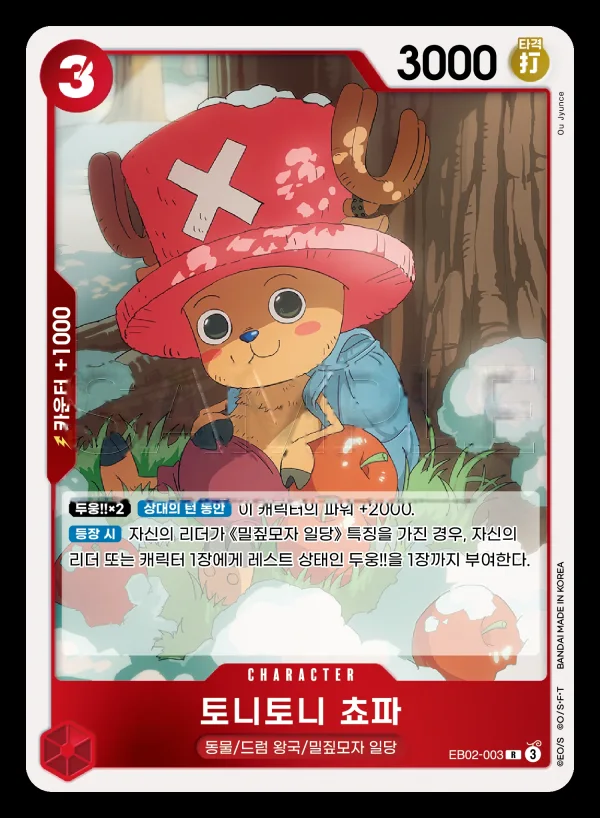 3
3000
타격
打
Ou Jyunce
⚡카운터 +1000
SAMPLE
두웅!!×2 상대의 턴 동안 이 캐릭터의 파워 +2000.
등장 시 자신의 리더가 《밀짚모자 일당》 특징을 가진 경우, 자신의
리더 또는 캐릭터 1장에게 레스트 상태인 두웅!!을 1장까지 부여한다.
CHARACTER
토니토니 쵸파
동물/드럼 왕국/밀짚모자 일당
EB02-003 R 3
©EO/S ©O/S·F·T BANDAI MADE IN KOREA